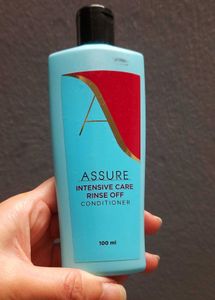 A
ASSURE
INTENSIVE CARE
RINSE OFF
CONDITIONER
100 ml